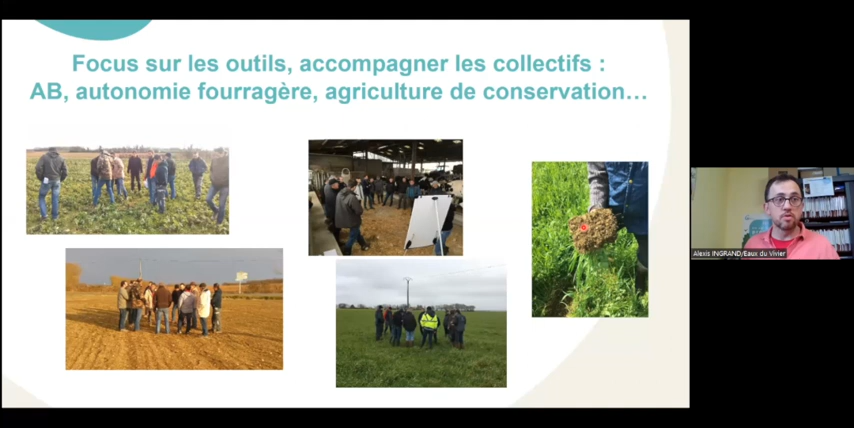 Focus sur les outils, accompagner les collectifs :
AB, autonomie fourragère, agriculture de conservation…
Alexis INGRAND/Eaux du Vivier